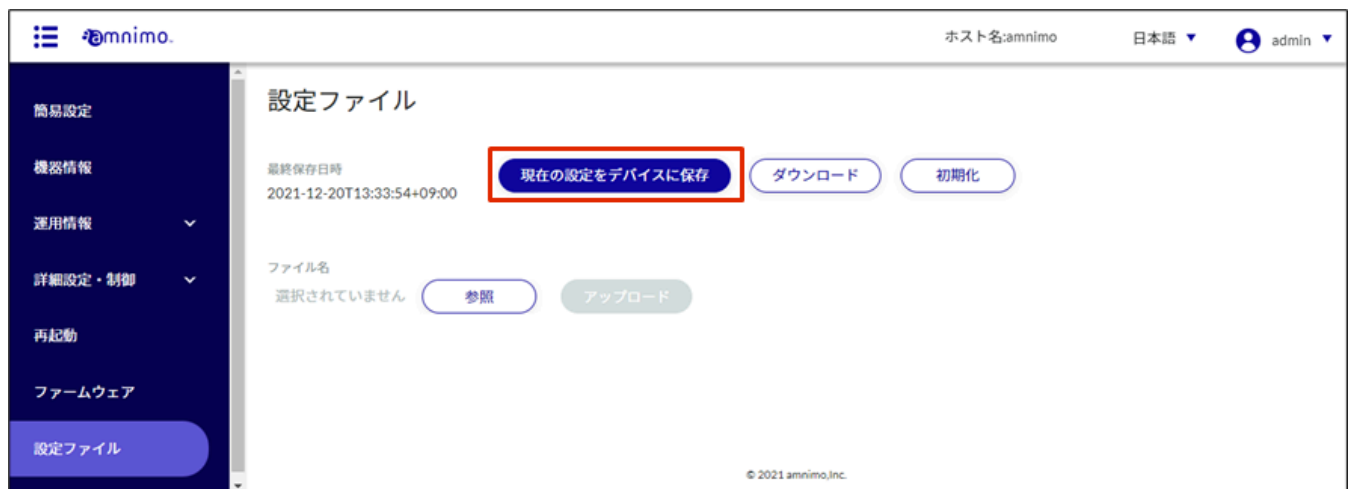 amnimo
ホスト名:amnimo
日本語
admin
簡易設定
機器情報
運用情報
詳細設定・制御
再起動
ファームウェア
設定ファイル
設定ファイル
最終保存日時
2021-12-20T13:33:54+09:00
現在の設定をデバイスに保存
ダウンロード
初期化
ファイル名
選択されていません
参照
アップロード
© 2021 amnimo,Inc.